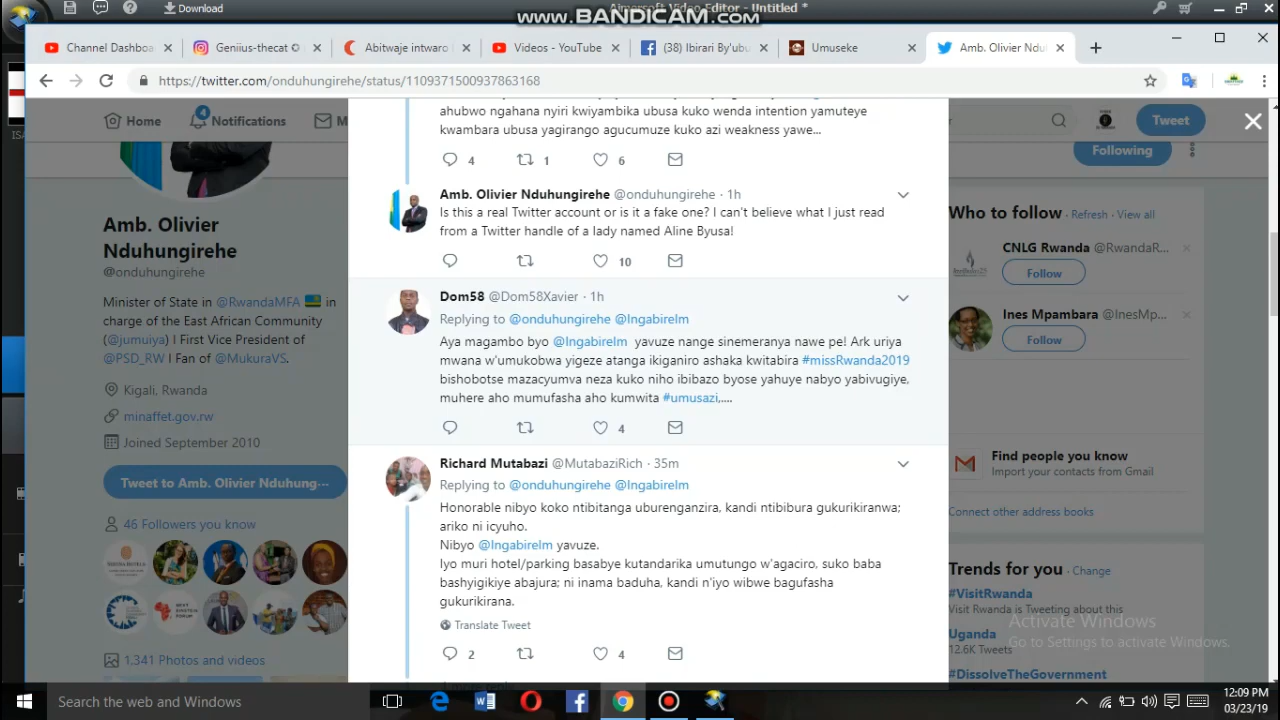 Aimersoft Video Editor - Untitled *
Download
www.BANDICAM.com
Channel Dashboa
Geniius-thecat
Abitwaje intwaro
Videos - YouTube
(38) Ibirari By'ubu
Umuseke
Amb. Olivier Ndu
https://twitter.com/onduhungirehe/status/1109371500937863168
Home
4
Notifications
M
Tweet
Following
ahubwo ngahana nyiri kwiyambika ubusa kuko wenda intention yamuteye
kwambara ubusa yagirango agucumuze kuko azi weakness yawe...
4 1 6
Amb. Olivier
Nduhungirehe
@onduhungirehe
Minister of State in @RwandaMFA in
charge of the East African Community
(@jumuiya) I First Vice President of
@PSD_RW I Fan of @MukuraVS.
Kigali, Rwanda
minaffet.gov.rw
Joined September 2010
Tweet to Amb. Olivier Nduhung...
46 Followers you know
1,341 Photos and videos
Amb. Olivier Nduhungirehe @onduhungirehe · 1h
Is this a real Twitter account or is it a fake one? I can't believe what I just read
from a Twitter handle of a lady named Aline Byusa!
10
Dom58 @Dom58Xavier · 1h
Replying to @onduhungirehe @Ingabirelm
Aya magambo byo @Ingabirelm yavuze nange sinemeranya nawe pe! Ark uriya
mwana w'umukobwa yigeze atanga ikiganiro ashaka kwitabira #missRwanda2019
bishobotse mazacyumva neza kuko niho ibibazo byose yahuye nabyo yabivugiye,
muhere aho mumufasha aho kumwita #umusazi,....
4
Richard Mutabazi @MutabaziRich · 35m
Replying to @onduhungirehe @Ingabirelm
Honorable nibyo koko ntibitanga uburenganzira, kandi ntibibura gukurikiranwa;
ariko ni icyuho.
Nibyo @Ingabirelm yavuze.
Iyo muri hotel/parking basabye kutandarika umutungo w'agaciro, suko baba
bashyigikiye abajura: ni inama baduha, kandi n'iyo wibwe bagufasha
gukurikirana.
Translate Tweet
2 4
Who to follow · Refresh · View all
CNLG Rwanda @RwandaR...
Follow
Ines Mpambara @InesMp...
Follow
Find people you know
Import your contacts from Gmail
Connect other address books
Trends for you · Change
#VisitRwanda
Visit Rwanda is Tweeting about this
Uganda
12.6K Tweets
#DissolveTheGovernment
Activate Windows
Go to Settings to activate Windows.
Search the web and Windows
12:09 PM
03/23/19